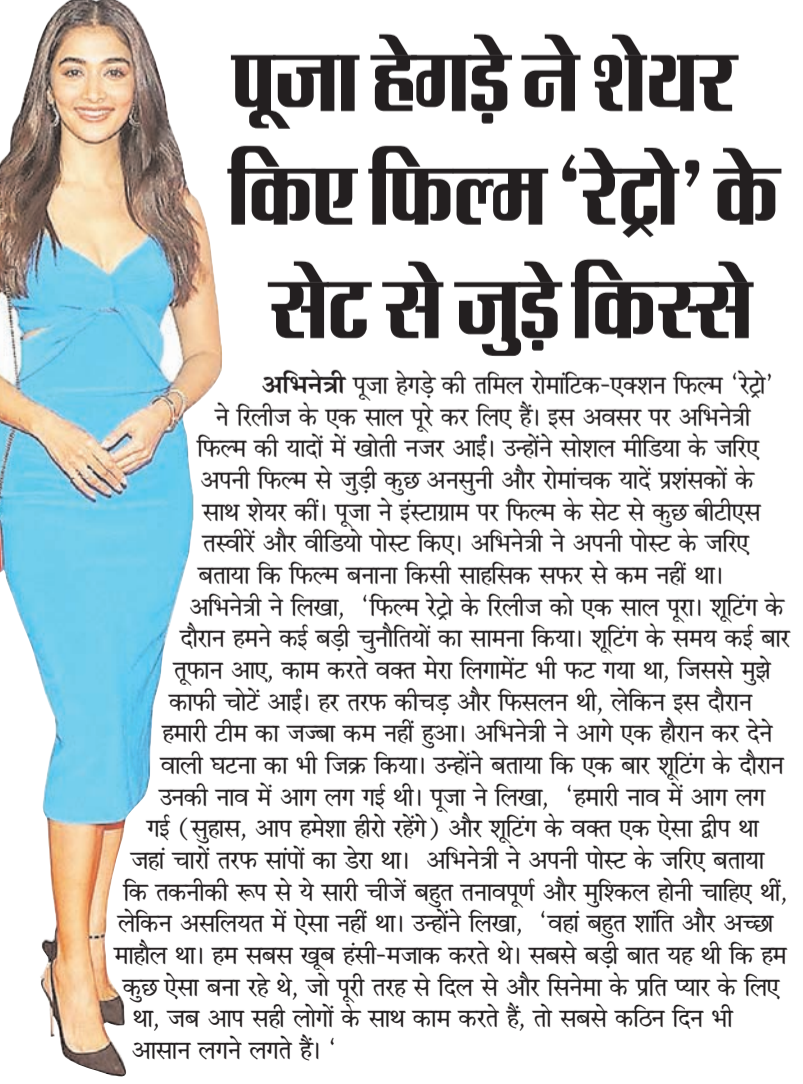 पूजा हेगड़े ने शेयर
किए फिल्म ‘रेट्रो’ के
सेट से जुड़े किस्से
अभिनेत्री पूजा हेगड़े की तमिल रोमांटिक-एक्शन फिल्म ‘रेट्रो’
ने रिलीज के एक साल पूरे कर लिए हैं। इस अवसर पर अभिनेत्री
फिल्म की यादों में खोती नजर आईं। उन्होंने सोशल मीडिया के जरिए
अपनी फिल्म से जुड़ी कुछ अनसुनी और रोमांचक यादें प्रशंसकों के
साथ शेयर कीं। पूजा ने इंस्टाग्राम पर फिल्म के सेट से कुछ बीटीएस
तस्वीरें और वीडियो पोस्ट किए। अभिनेत्री ने अपनी पोस्ट के जरिए
बताया कि फिल्म बनाना किसी साहसिक सफर से कम नहीं था।
अभिनेत्री ने लिखा, ‘फिल्म रेट्रो के रिलीज को एक साल पूरा। शूटिंग के
दौरान हमने कई बड़ी चुनौतियों का सामना किया। शूटिंग के समय कई बार
तूफान आए, काम करते वक्त मेरा लिगामेंट भी फट गया था, जिससे मुझे
काफी चोटें आईं। हर तरफ कीचड़ और फिसलन थी, लेकिन इस दौरान
हमारी टीम का जज्बा कम नहीं हुआ। अभिनेत्री ने आगे एक हौरान कर देने
वाली घटना का भी जिक्र किया। उन्होंने बताया कि एक बार शूटिंग के दौरान
उनकी नाव में आग लग गई थी। पूजा ने लिखा, ‘हमारी नाव में आग लग
गई (सुहास, आप हमेशा हीरो रहेंगे) और शूटिंग के वक्त एक ऐसा द्वीप था
जहां चारों तरफ सांपों का डेरा था। अभिनेत्री ने अपनी पोस्ट के जरिए बताया
कि तकनीकी रूप से ये सारी चीजें बहुत तनावपूर्ण और मुश्किल होनी चाहिए थीं,
लेकिन असलियत में ऐसा नहीं था। उन्होंने लिखा, ‘वहां बहुत शांति और अच्छा
माहौल था। हम सबस खूब हंसी-मजाक करते थे। सबसे बड़ी बात यह थी कि हम
कुछ ऐसा बना रहे थे, जो पूरी तरह से दिल से और सिनेमा के प्रति प्यार के लिए
था, जब आप सही लोगों के साथ काम करते हैं, तो सबसे कठिन दिन भी
आसान लगने लगते हैं। ‘